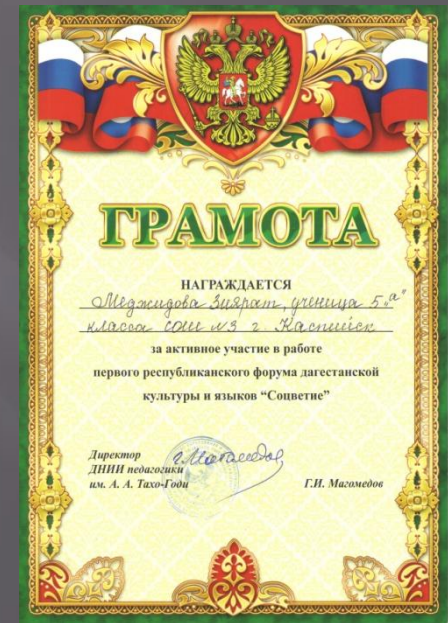 ГРАМОТА
НАГРАЖДАЕТСЯ
Меджидова Зиярат, ученица 5 „а"
класса СОШ №3 г. Каспийск
за активное участие в работе
первого республиканского форума дагестанской
культуры и языков “Соцветие”
Директор
ДНИИ педагогики
им. А. А. Тахо-Годи
Г.И. Магомедов